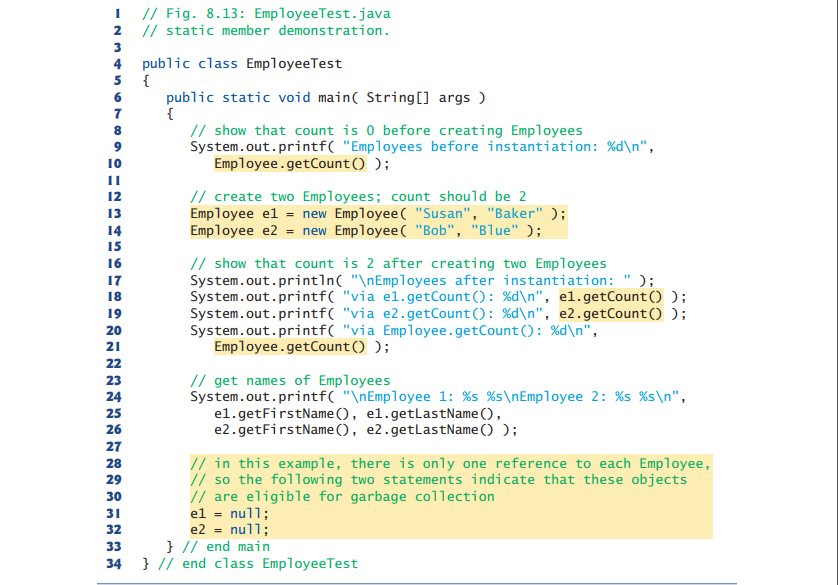 1 // Fig. 8.13: EmployeeTest.java
2 // static member demonstration.
3
4 public class EmployeeTest
5 {
6 public static void main( String[] args )
7 {
8 // show that count is 0 before creating Employees
9 System.out.printf( "Employees before instantiation: %d\n",
10 Employee.getCount() );
11
12 // create two Employees; count should be 2
13 Employee e1 = new Employee( "Susan", "Baker" );
14 Employee e2 = new Employee( "Bob", "Blue" );
15
16 // show that count is 2 after creating two Employees
17 System.out.println( "\nEmployees after instantiation: " );
18 System.out.printf( "via e1.getCount(): %d\n", e1.getCount() );
19 System.out.printf( "via e2.getCount(): %d\n", e2.getCount() );
20 System.out.printf( "via Employee.getCount(): %d\n",
21 Employee.getCount() );
22
23 // get names of Employees
24 System.out.printf( "\nEmployee 1: %s %s\nEmployee 2: %s %s\n",
25 e1.getFirstName(), e1.getLastName(),
26 e2.getFirstName(), e2.getLastName() );
27
28 // in this example, there is only one reference to each Employee,
29 // so the following two statements indicate that these objects
30 // are eligible for garbage collection
31 e1 = null;
32 e2 = null;
33 } // end main
34 } // end class EmployeeTest